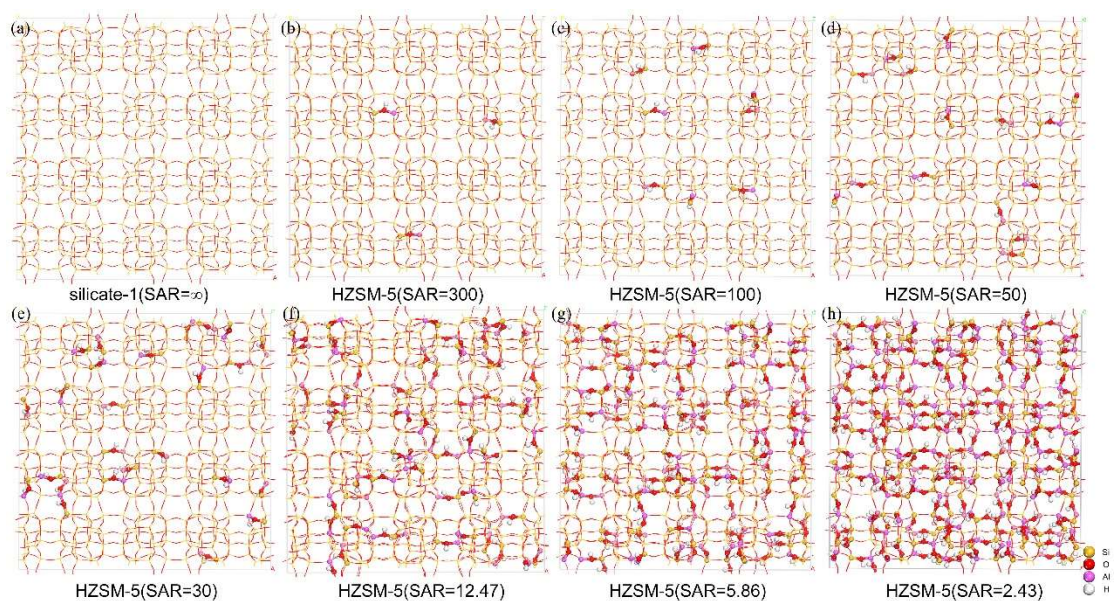 (a)
(b)
(c)
(d)
silicate-1(SAR=∞)
HZSM-5(SAR=300)
HZSM-5(SAR=100)
HZSM-5(SAR=50)
(e)
(f)
(g)
(h)
Si
O
Al
H
HZSM-5(SAR=30)
HZSM-5(SAR=12.47)
HZSM-5(SAR=5.86)
HZSM-5(SAR=2.43)